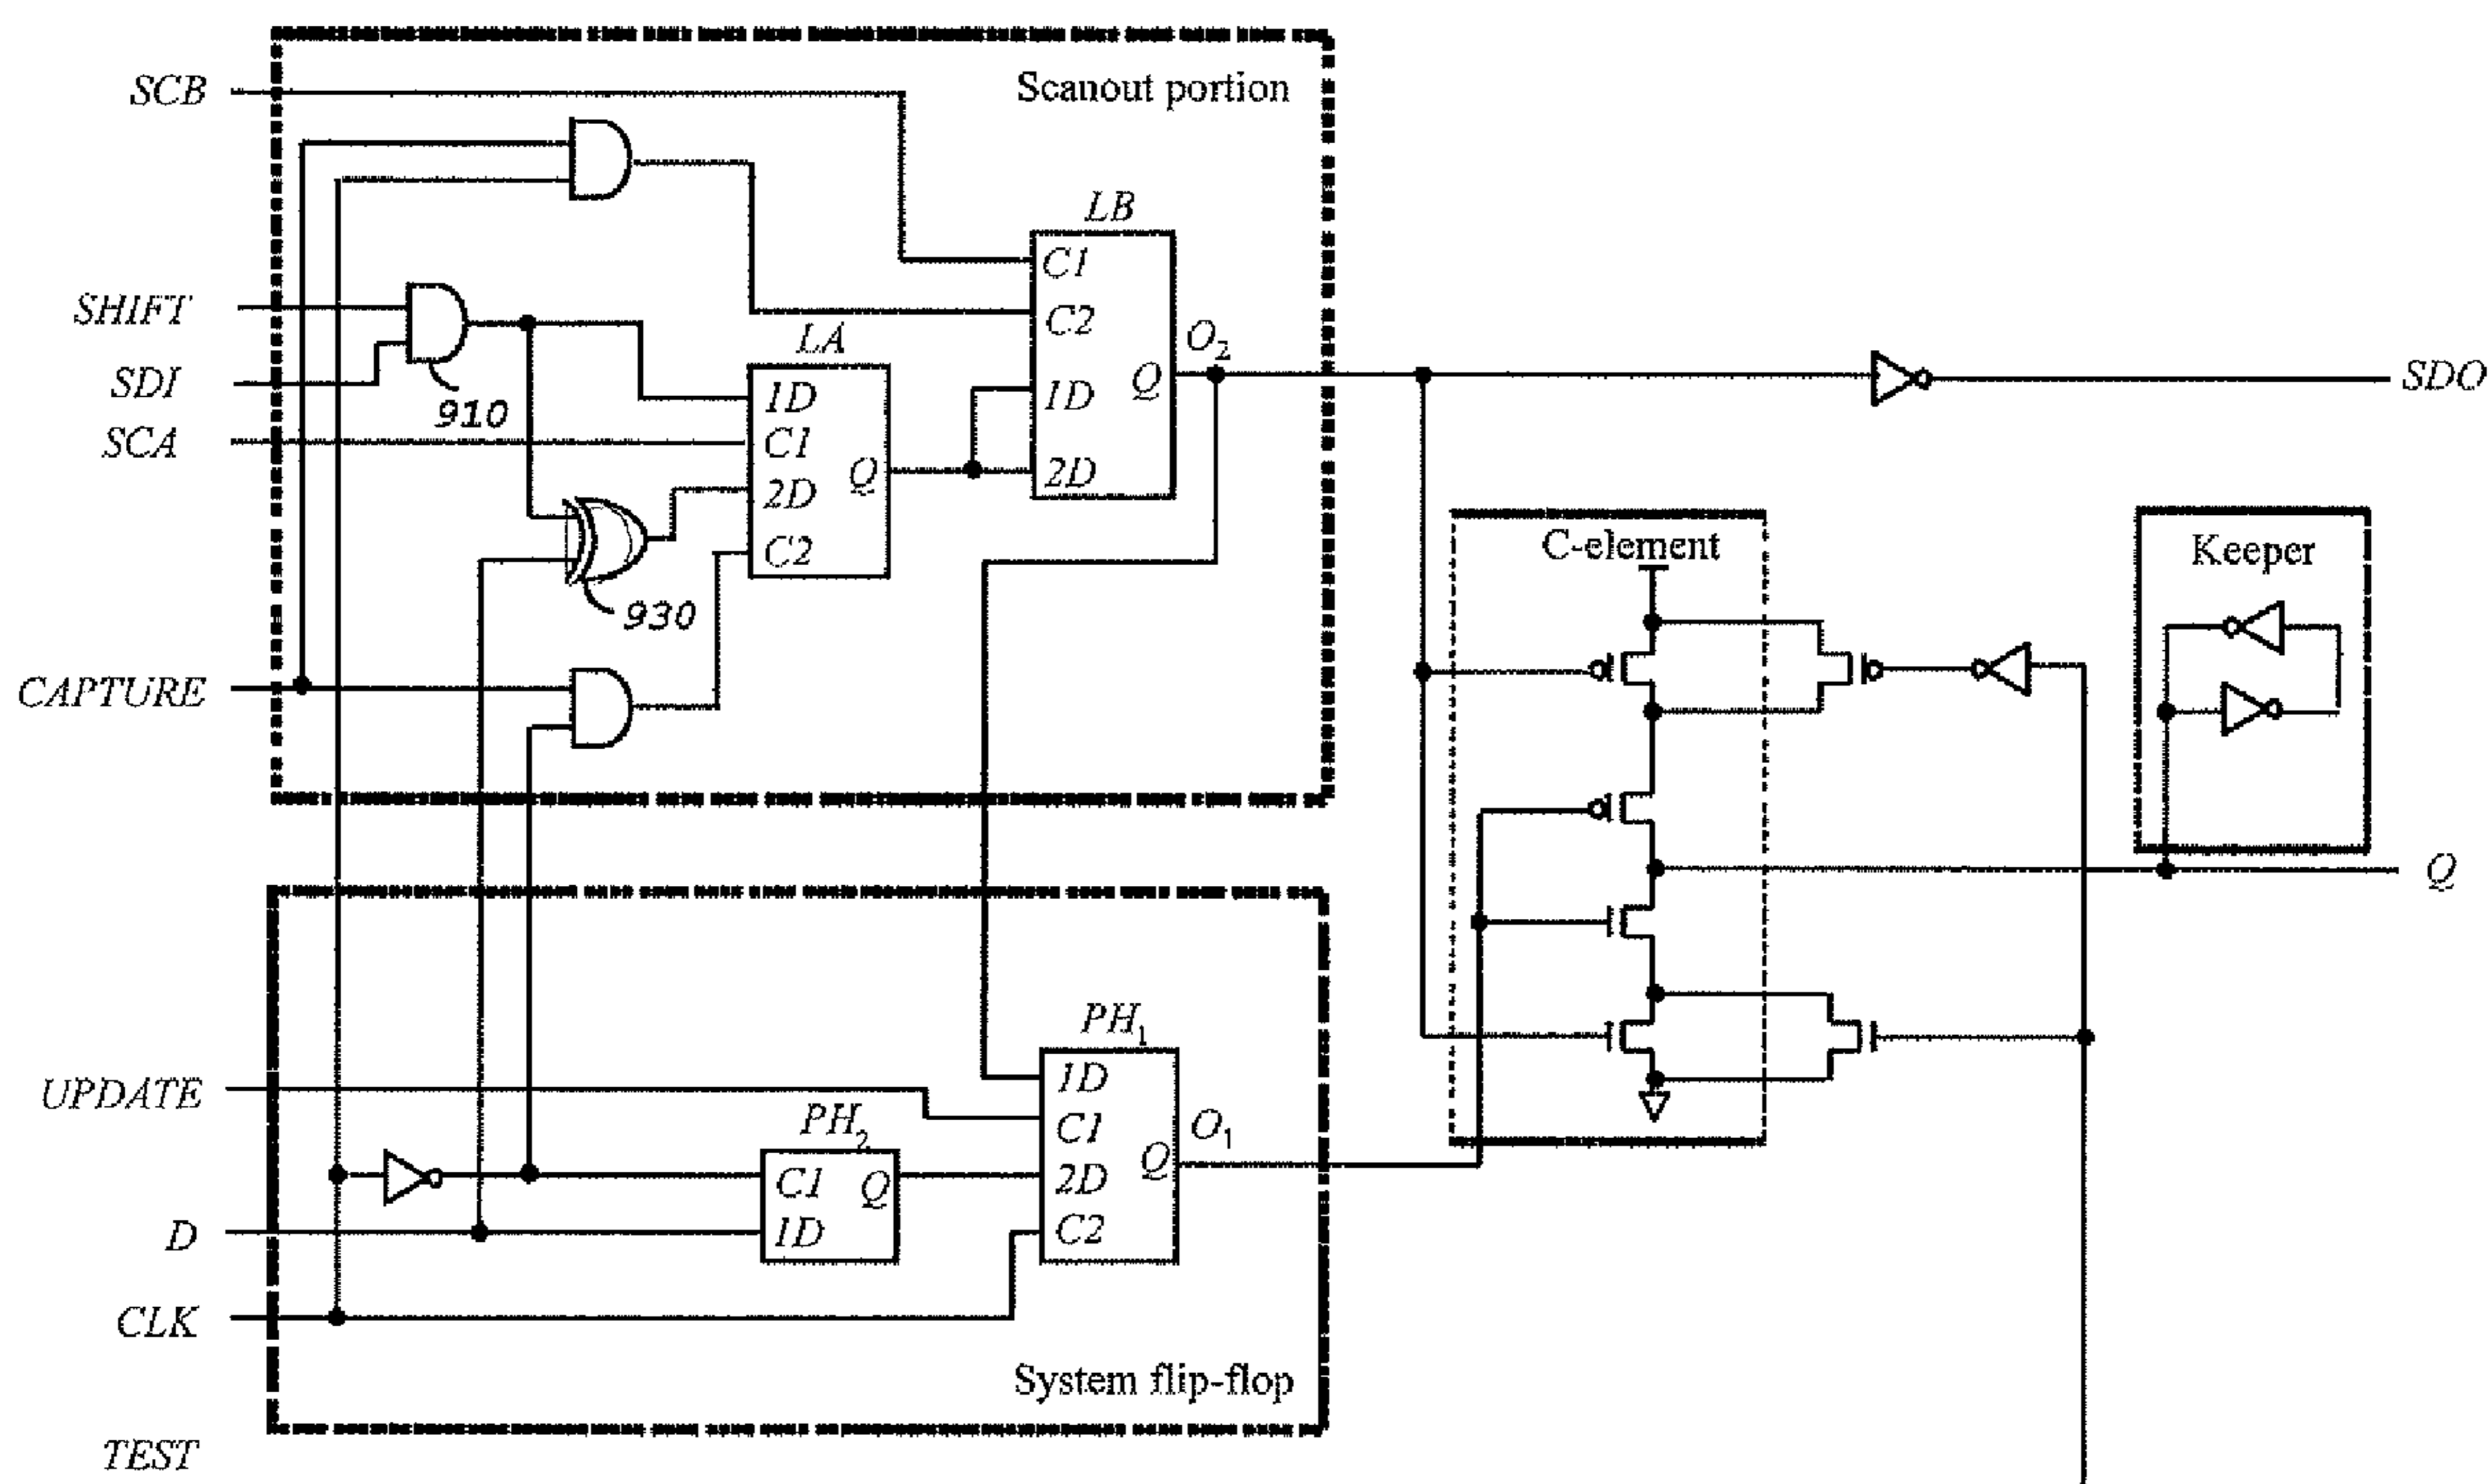 SCB
Scanout portion
LB
C1
C2
1D
2D
Q
O2
SHIFT
SDI
910
SCA
LA
1D
C1
2D
C2
Q
930
CAPTURE
SDO
C-element
Keeper
Q
UPDATE
PH2
C1
1D
Q
PH1
1D
C1
2D
C2
Q
O1
D
CLK
System flip-flop
TEST